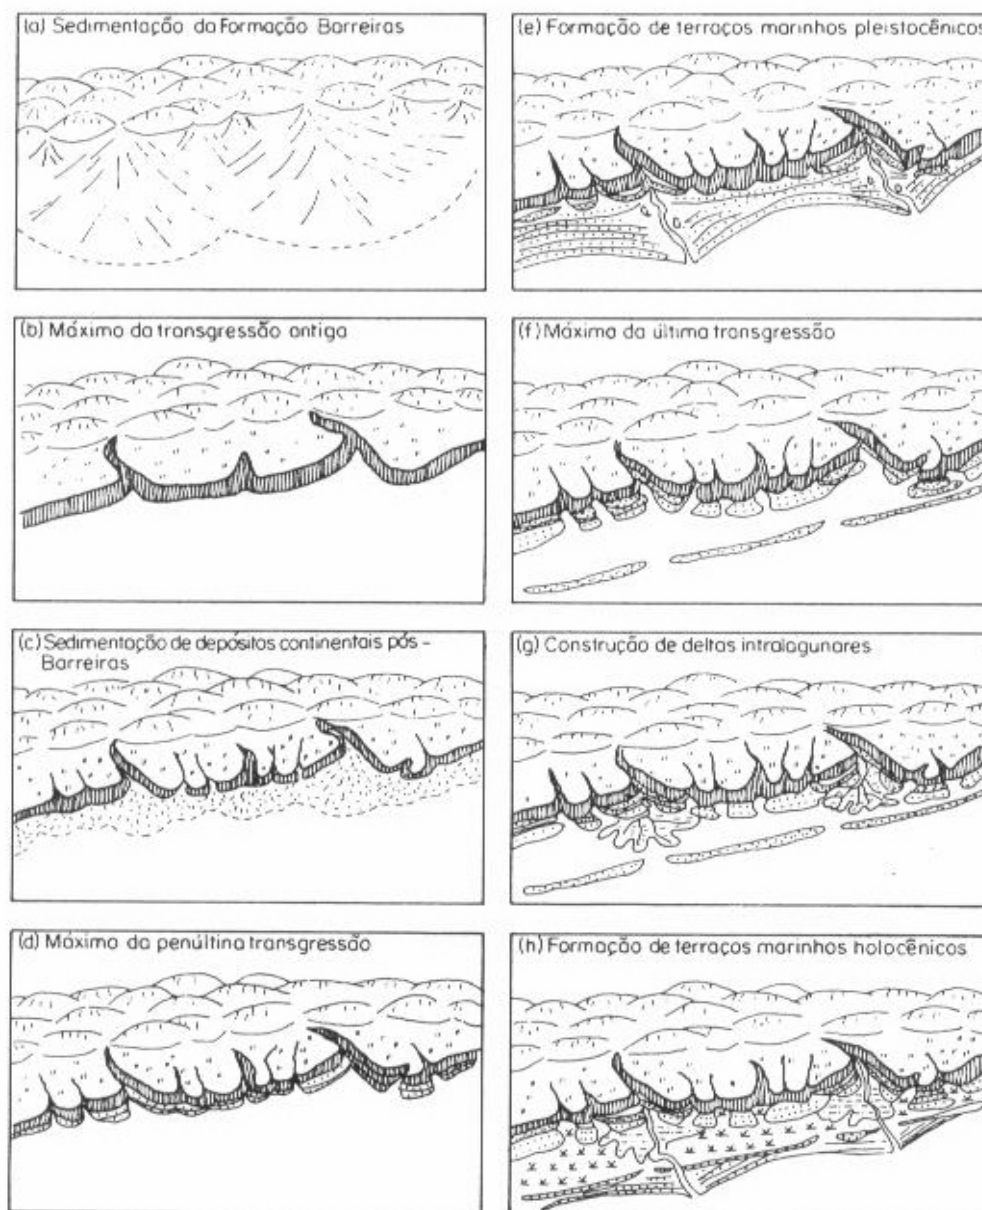 (a) Sedimentação da Formação Barreiras
(b) Máximo da transgressão antiga
(c) Sedimentação de depósitos continentais pós -
Barreiras
(d) Máximo da penúltina transgressão
(e) Formação de terraços marinhos pleistocênicos
(f) Máxima da última transgressão
(g) Construção de deltas intralagunares
(h) Formação de terraços marinhos holocênicos